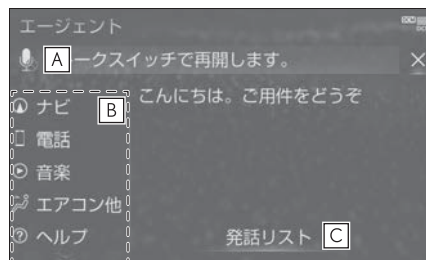 エージェント
A ークスイッチで再開します。
B
こんにちは。ご用件をどうぞ
ナビ
電話
音楽
エアコン他
ヘルプ
発話リスト C